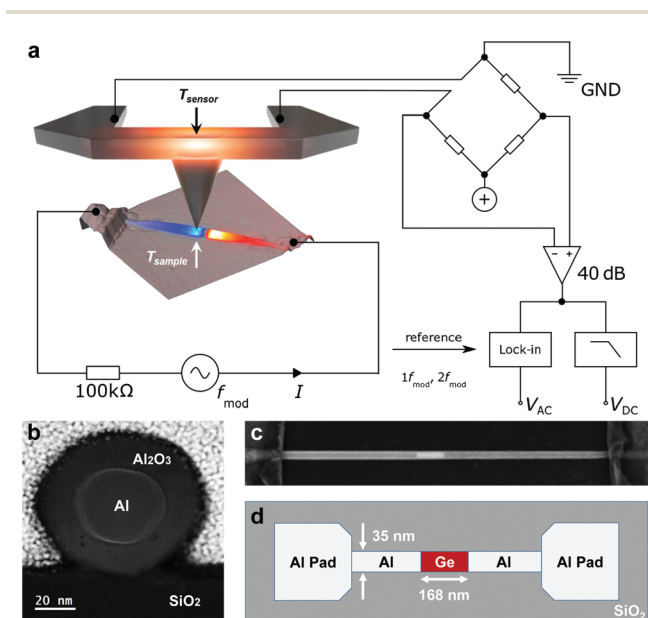 a
T_sensor
GND
T_sample
40 dB
reference
Lock-in
1f_mod, 2f_mod
100kΩ
f_mod
I
V_AC
V_DC
b
Al₂O₃
Al
20 nm
SiO₂
c
d
35 nm
Al Pad
Al
Ge
Al
Al Pad
168 nm
SiO₂